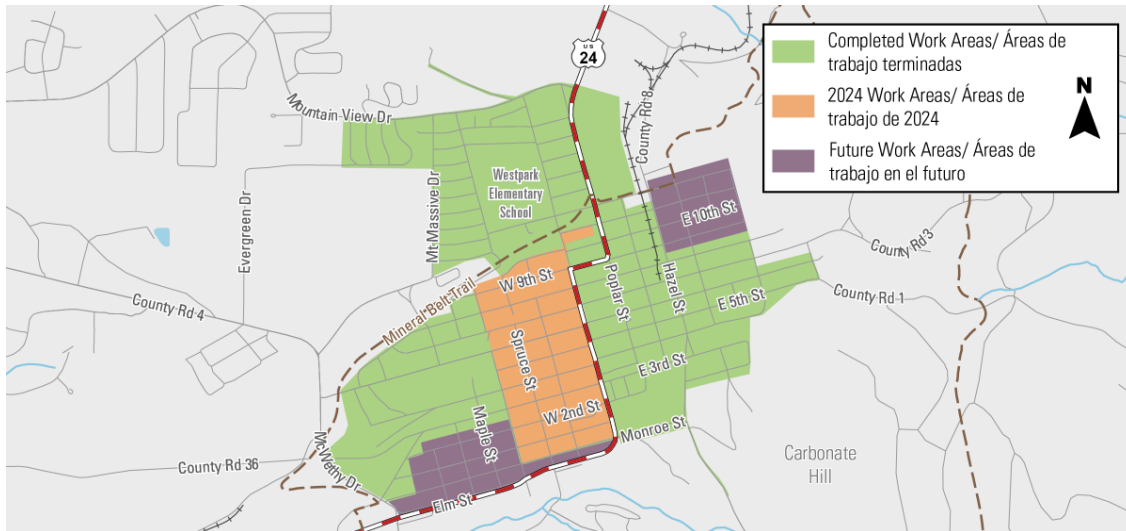 Completed Work Areas/ Áreas de
trabajo terminadas
2024 Work Areas/ Áreas de
trabajo de 2024
Future Work Areas/ Áreas de
trabajo en el futuro
N
US
24
County Rd 8
Mountain View Dr
Westpark
Elementary
School
Mt Massive Dr
Evergreen Dr
E 10th St
County Rd 3
W 9th St
Poplar St
Hazel St
E 5th St
County Rd 1
County Rd 4
Mineral Belt Trail
Spruce St
E 3rd St
W 2nd St
Maple St
Monroe St
McWethy Dr
County Rd 36
Carbonate
Hill
Elm St